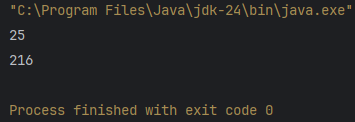 "C:\Program Files\Java\jdk-24\bin\java.exe"
25
216
Process finished with exit code 0